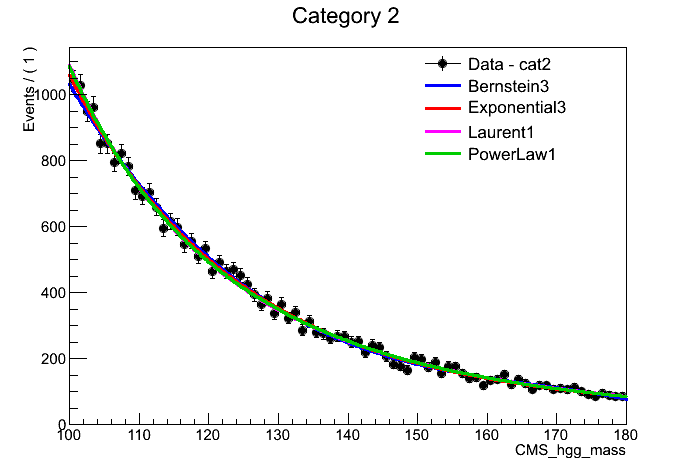 Category 2
Events / ( 1 )
1000
800
600
400
200
0
Data - cat2
Bernstein3
Exponential3
Laurent1
PowerLaw1
100 110 120 130 140 150 160 170 180
CMS_hgg_mass